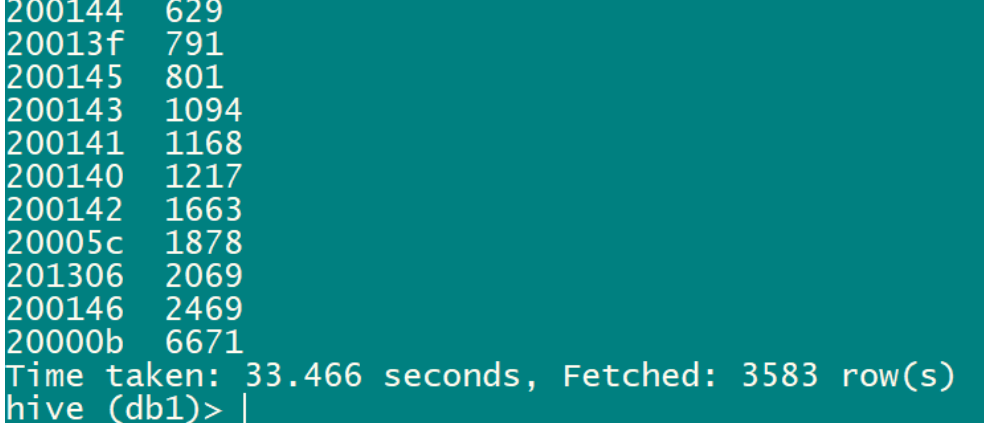 200144  629
20013f  791
200145  801
200143  1094
200141  1168
200140  1217
200142  1663
20005c  1878
201306  2069
200146  2469
20000b  6671
Time taken: 33.466 seconds, Fetched: 3583 row(s)
hive (db1)>